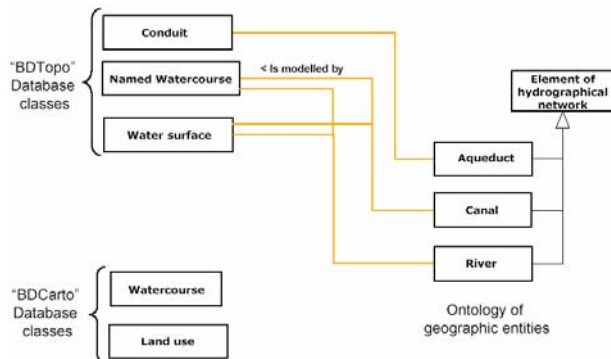 "BDTopo"
Database
classes
Conduit
Named Watercourse
Water surface
< Is modelled by
Element of
hydrographical
network
Aqueduct
Canal
River
Ontology of
geographic entities
"BDCarto"
Database
classes
Watercourse
Land use